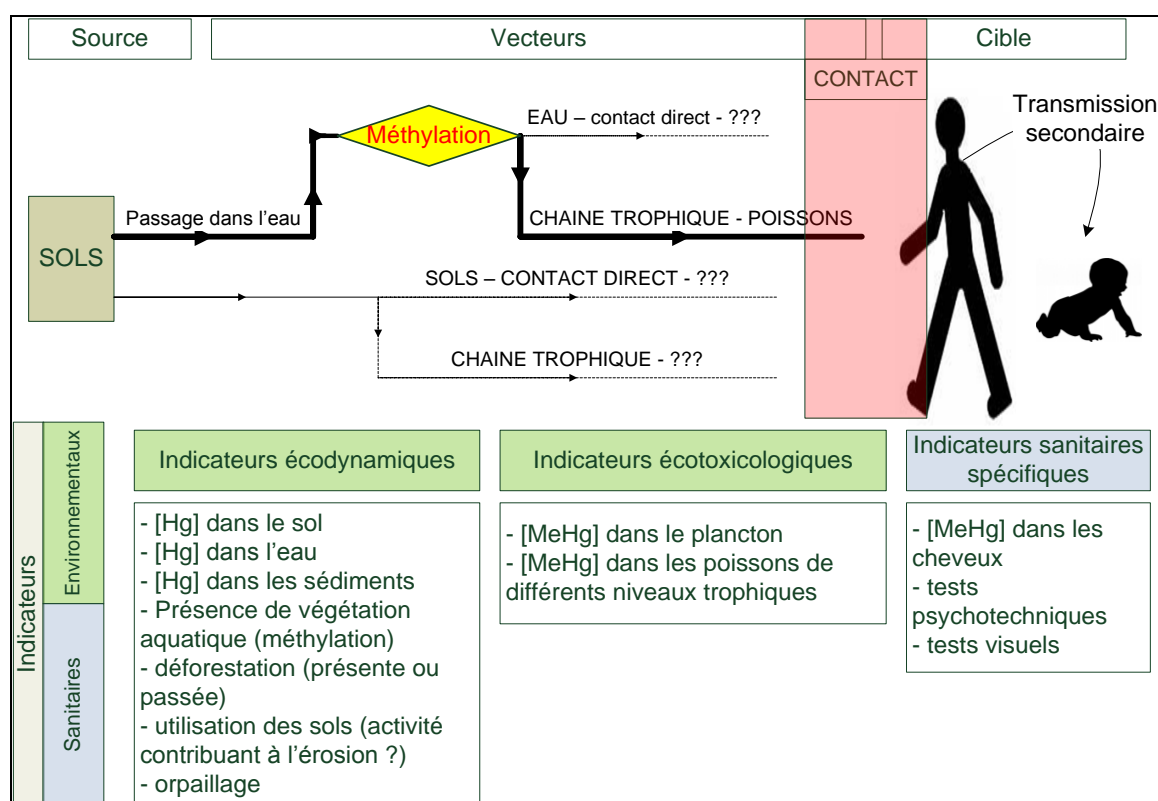 Source
Vecteurs
Cible
CONTACT
Transmission
secondaire
EAU – contact direct - ???
Méthylation
Passage dans l'eau
CHAINE TROPHIQUE - POISSONS
SOLS
SOLS – CONTACT DIRECT - ???
CHAINE TROPHIQUE - ???
Indicateurs
Environnementaux
Sanitaires
Indicateurs écodynamiques
- [Hg] dans le sol
- [Hg] dans l'eau
- [Hg] dans les sédiments
- Présence de végétation
aquatique (méthylation)
- déforestation (présente ou
passée)
- utilisation des sols (activité
contribuant à l'érosion ?)
- orpaillage
Indicateurs écotoxicologiques
- [MeHg] dans le plancton
- [MeHg] dans les poissons de
différents niveaux trophiques
Indicateurs sanitaires
spécifiques
- [MeHg] dans les
cheveux
- tests
psychotechniques
- tests visuels